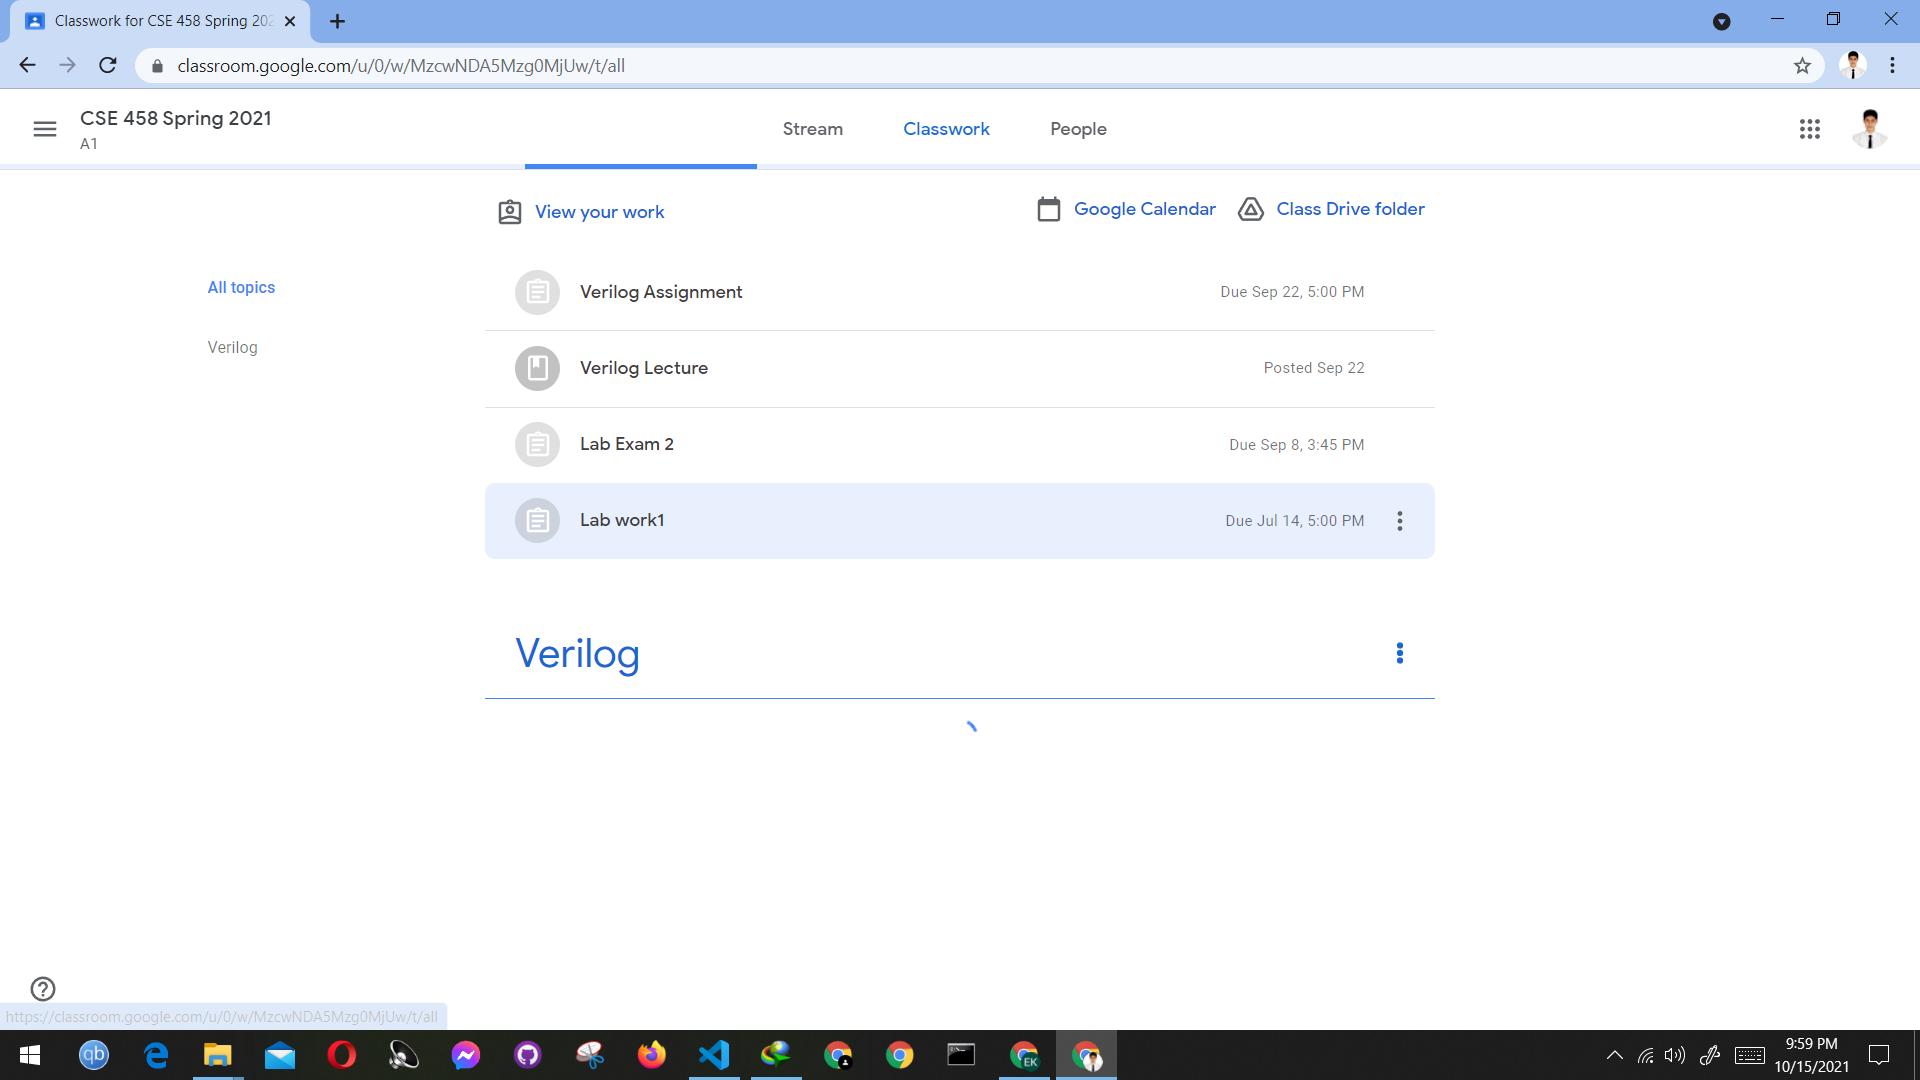 Classwork for CSE 458 Spring 202
classroom.google.com/u/0/w/MzcwNDA5Mzg0MjUw/t/all
CSE 458 Spring 2021
A1
Stream
Classwork
People
View your work
Google Calendar
Class Drive folder
All topics
Verilog
Verilog Assignment
Due Sep 22, 5:00 PM
Verilog Lecture
Posted Sep 22
Lab Exam 2
Due Sep 8, 3:45 PM
Lab work1
Due Jul 14, 5:00 PM
Verilog
https://classroom.google.com/u/0/w/MzcwNDA5Mzg0MjUw/t/all
qb
EK
9:59 PM
10/15/2021